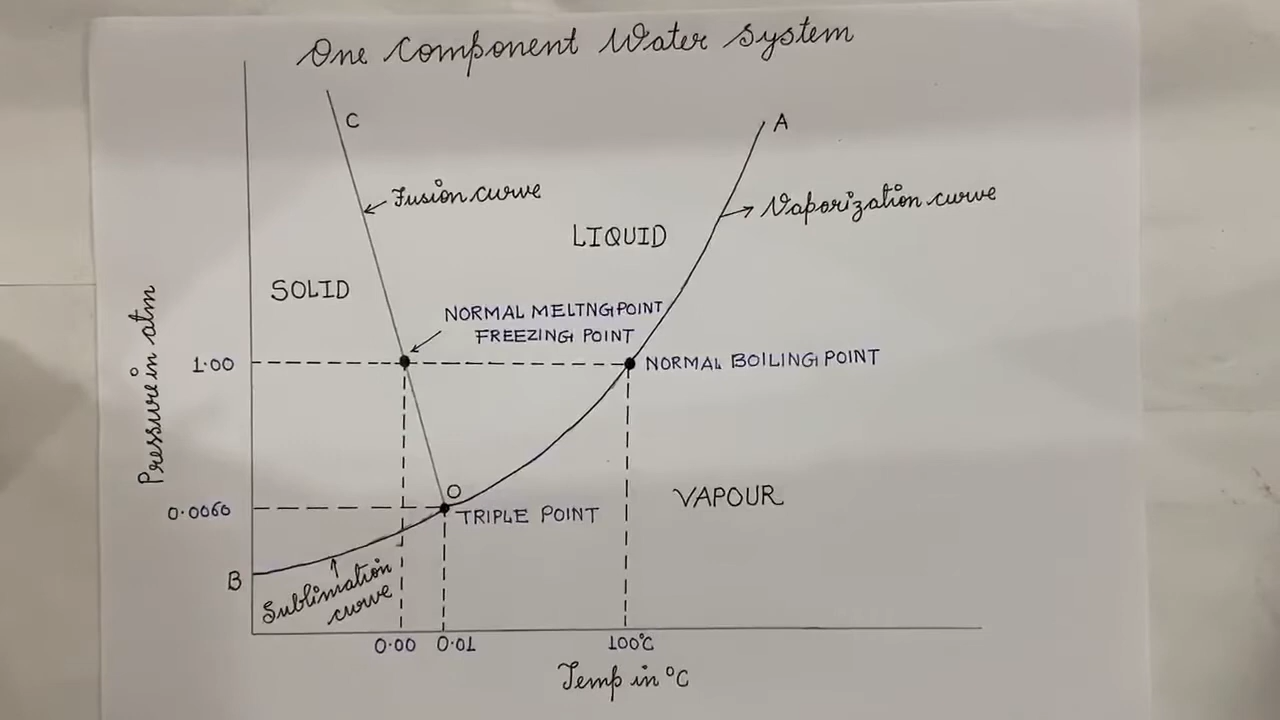 One Component Water System
C
A
Fusion curve
Vaporization curve
LIQUID
SOLID
NORMAL MELTNG POINT
FREEZING POINT
1.00
NORMAL BOILING POINT
Pressure in atm
O
VAPOUR
0.0060
TRIPLE POINT
B
Sublimation
curve
0.00 0.01 100°C
Temp in °C